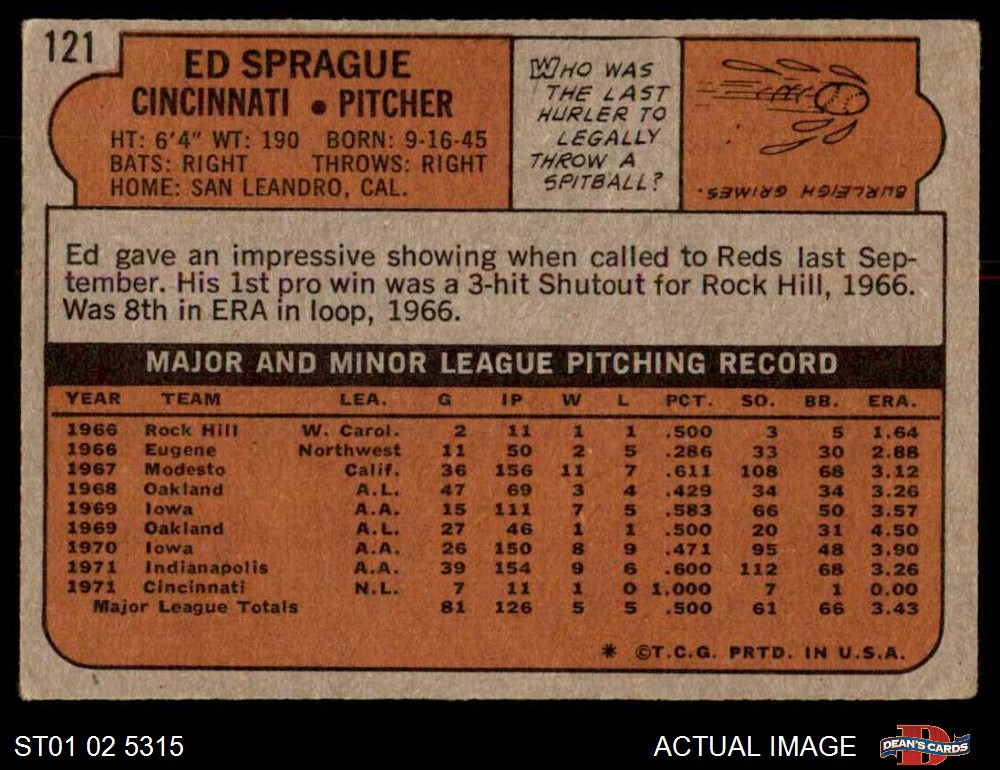 121
ED SPRAGUE
CINCINNATI • PITCHER
HT: 6'4" WT: 190 BORN: 9-16-45
BATS: RIGHT THROWS: RIGHT
HOME: SAN LEANDRO, CAL.
WHO WAS
THE LAST
HURLER TO
LEGALLY
THROW A
SPITBALL?
BURLEIGH GRIMES.
Ed gave an impressive showing when called to Reds last Sep-
tember. His 1st pro win was a 3-hit Shutout for Rock Hill, 1966.
Was 8th in ERA in loop, 1966.
MAJOR AND MINOR LEAGUE PITCHING RECORD
YEAR TEAM LEA. G IP W L PCT. SO. BB. ERA.
1966 Rock Hill W. Carol. 2 11 1 1 .500 3 5 1.64
1966 Eugene Northwest 11 50 2 5 .286 33 30 2.88
1967 Modesto Calif. 36 156 11 7 .611 108 68 3.12
1968 Oakland A.L. 47 69 3 4 .429 34 34 3.26
1969 Iowa A.A. 15 111 7 5 .583 66 50 3.57
1969 Oakland A.L. 27 46 1 1 .500 20 31 4.50
1970 Iowa A.A. 26 150 8 9 .471 95 48 3.90
1971 Indianapolis A.A. 39 154 9 6 .600 112 68 3.26
1971 Cincinnati N.L. 7 11 1 0 1.000 7 1 0.00
Major League Totals 81 126 5 5 .500 61 66 3.43
* ©T.C.G. PRTD. IN U.S.A.
ST01 02 5315
ACTUAL IMAGE
D
DEAN'S CARDS